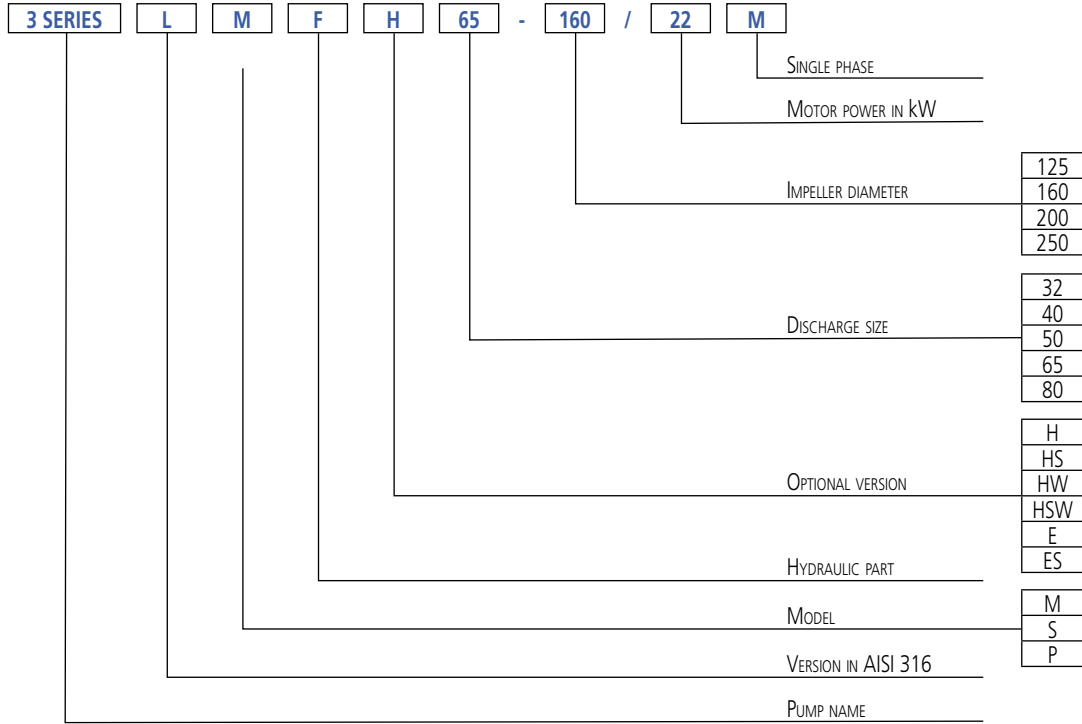 3 SERIES L M F H 65 - 160 / 22 M
SINGLE PHASE
MOTOR POWER IN kW
IMPELLER DIAMETER
125
160
200
250
DISCHARGE SIZE
32
40
50
65
80
OPTIONAL VERSION
H
HS
HW
HSW
E
ES
HYDRAULIC PART
MODEL
M
S
P
VERSION IN AISI 316
PUMP NAME